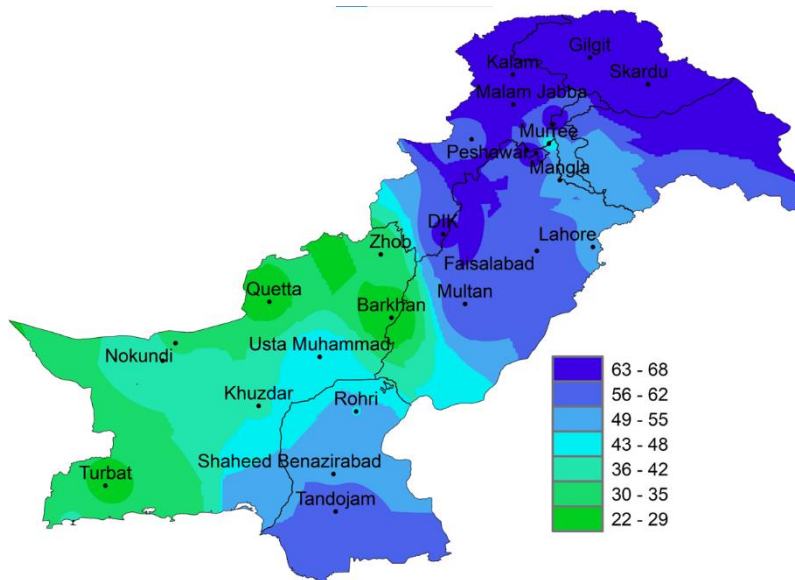 Gilgit
Kalam
Skardu
Malam Jabba
Murree
Peshawar
Mangla
DIK
Lahore
Zhob
Faisalabad
Quetta
Multan
Barkhan
Usta Muhammad
Nokundi
Khuzdar
Rohri
Shaheed Benazirabad
Turbat
Tandojam
63 - 68
56 - 62
49 - 55
43 - 48
36 - 42
30 - 35
22 - 29